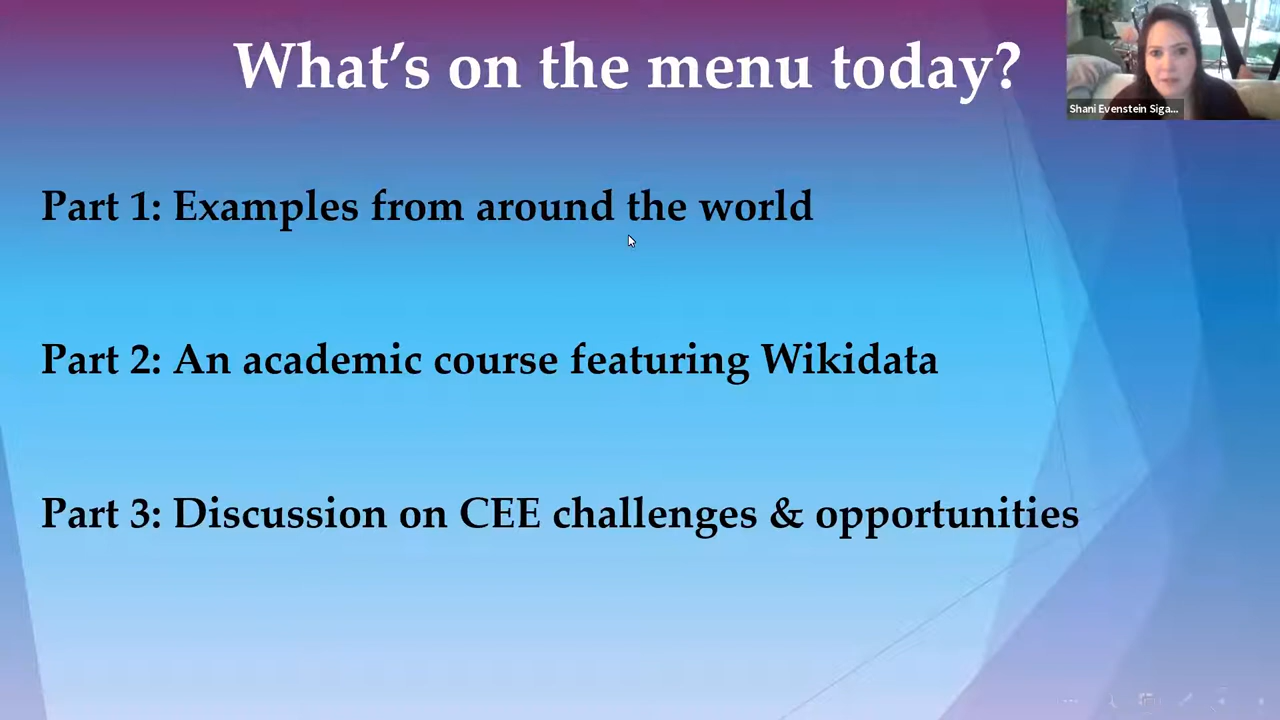 What's on the menu today?
Shani Evenstein Siga...
Part 1: Examples from around the world
Part 2: An academic course featuring Wikidata
Part 3: Discussion on CEE challenges & opportunities